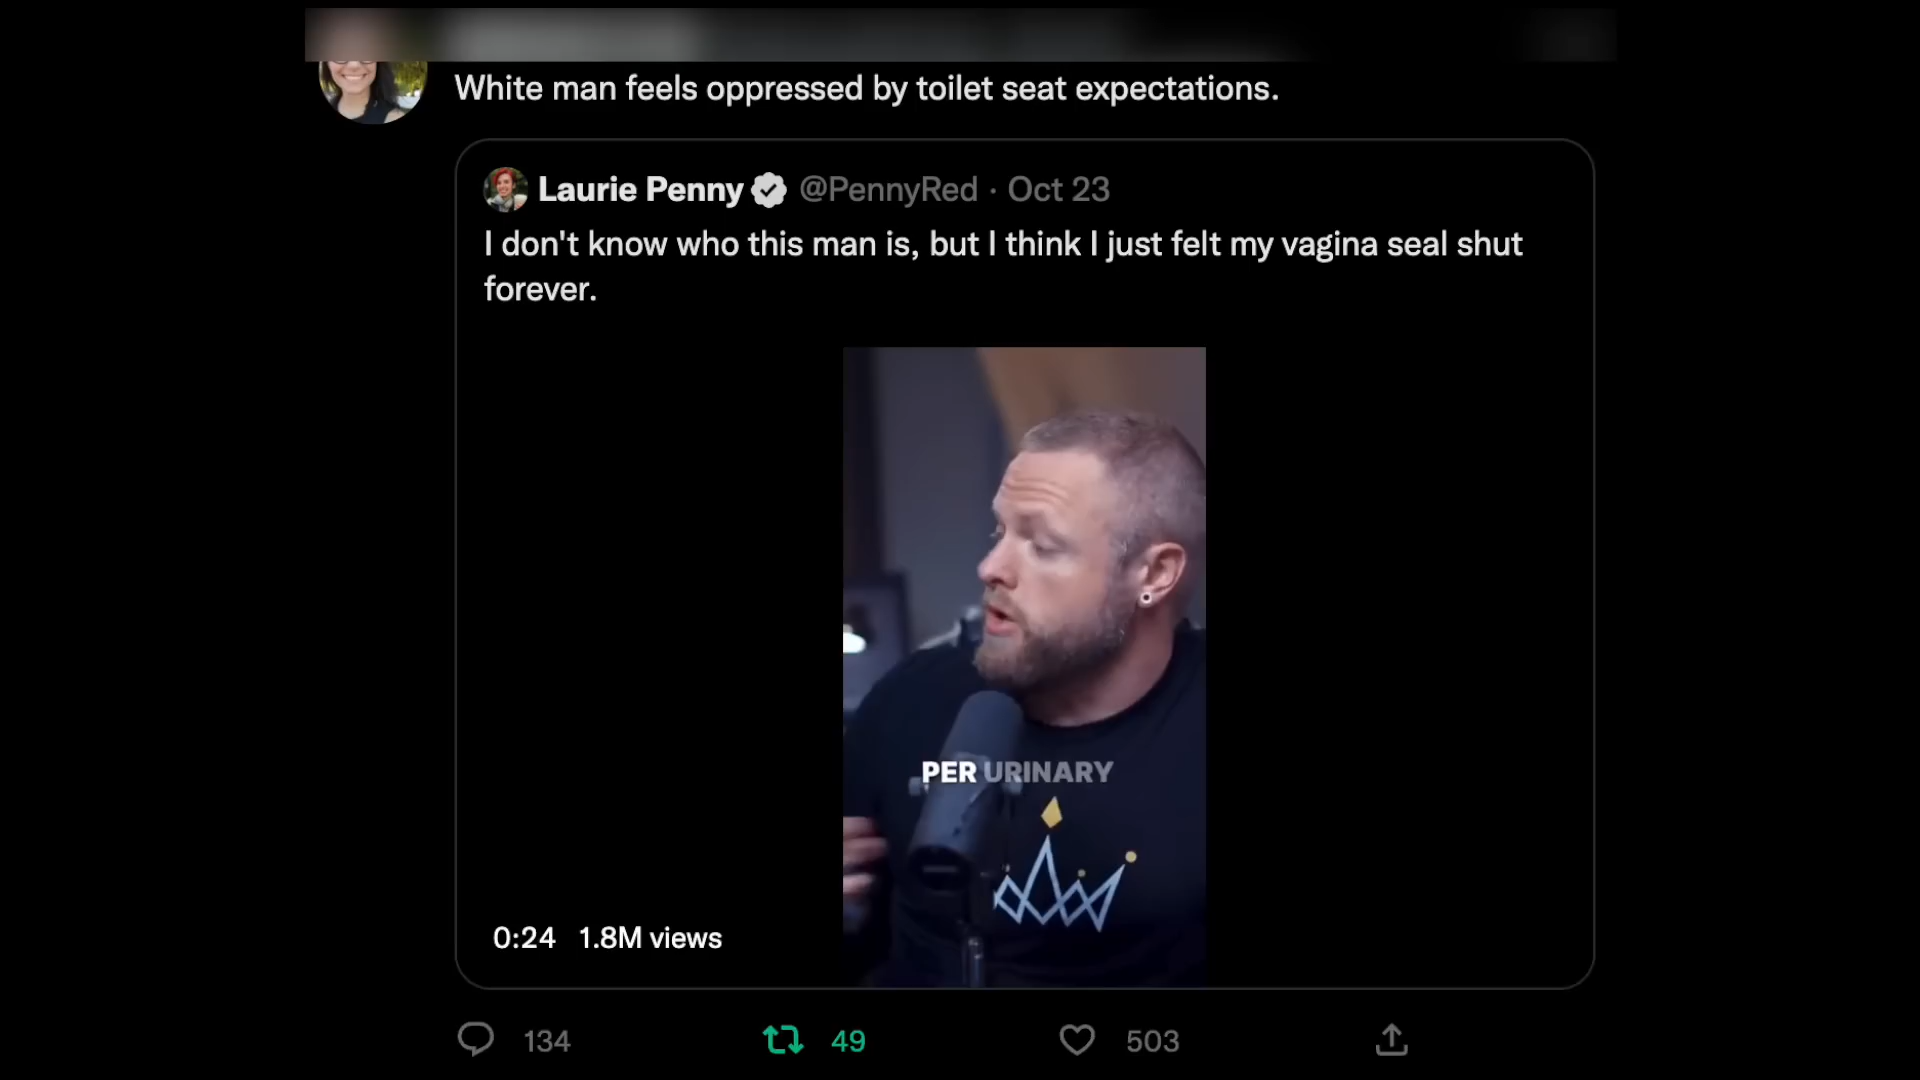 White man feels oppressed by toilet seat expectations.
Laurie Penny @PennyRed · Oct 23
I don't know who this man is, but I think I just felt my vagina seal shut
forever.
PER URINARY
0:24 1.8M views
134 49 503